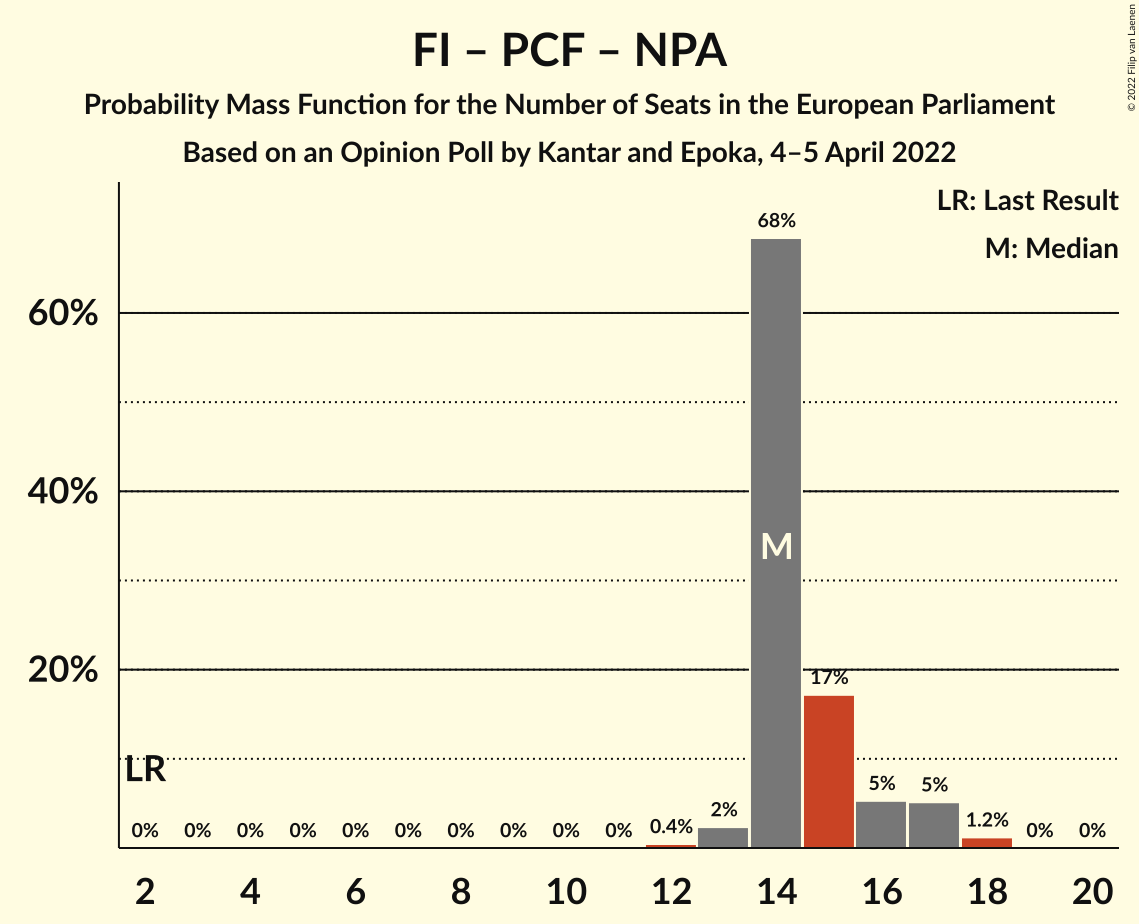 FI – PCF – NPA
Probability Mass Function for the Number of Seats in the European Parliament
Based on an Opinion Poll by Kantar and Epoka, 4–5 April 2022
© 2022 Filip van Laenen
LR: Last Result
M: Median
68%
60%
40%
M
20%
17%
LR
5%
5%
2%
1.2%
0.4%
0% 0% 0% 0% 0% 0% 0% 0% 0% 0% 0% 0%
2 4 6 8 10 12 14 16 18 20